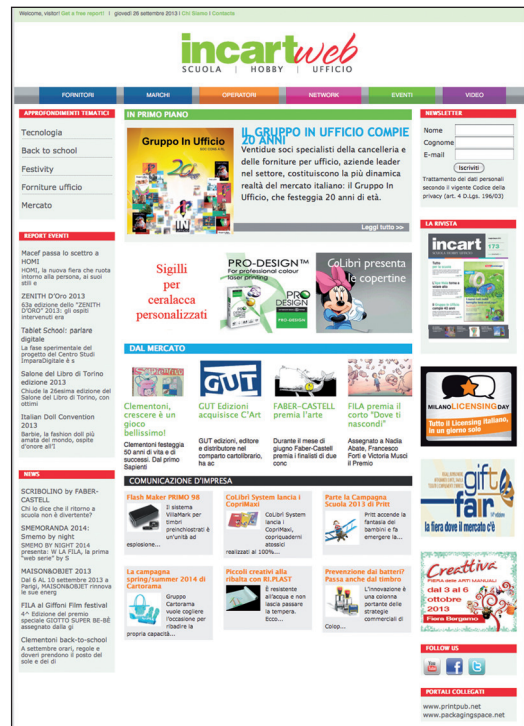 Welcome, visitor! Get a free report! | giovedì 26 settembre 2013 | Chi Siamo | Contacts
incartweb
SCUOLA | HOBBY | UFFICIO
FORNITORI
MARCHI
OPERATORI
NETWORK
EVENTI
VIDEO
APPROFONDIMENTI TEMATICI
Tecnologia
Back to school
Festivity
Forniture ufficio
Mercato
REPORT EVENTI
Macef passa lo scettro a
HOMI
HOMI, la nuova fiera che ruota
intorno alla persona, ai suoi
stili e
ZENITH D'Oro 2013
63a edizione dello "ZENITH
D'ORO" 2013: gli ospiti
intervenuti era
Tablet School: parlare
digitale
La fase sperimentale del
progetto del Centro Studi
ImparaDigitale è s
Salone del Libro di Torino
edizione 2013
Chiude la 26esima edizione del
Salone del Libro, con
ottimi
Italian Doll Convention
2013
Barbie, la fashion doll più
amata del mondo, ospite
d'onore all'I
NEWS
SCRIBOLINO by FABER-
CASTELL
Chi lo dice che il ritorno a
scuola non è divertente?
SMEMORANDA 2014:
Smemo by night
SMEMO BY NIGHT 2014
presenta: W LA FILA, la prima
"web serie" by S
MAISON&OBJET 2013
Dal 6 AL 10 settembre 2013 a
Parigi, MAISON&OBJET rinnova
le sue energ
FILA al Giffoni Film festival
4^ Edizione del premio
speciale GIOTTO SUPER BE-BÉ
assegnato dalla gi
Clementoni back-to-school
A settembre orari, regole e
doveri prendono il posto del
sole e dei
IN PRIMO PIANO
Gruppo In Ufficio
IN
IL GRUPPO IN UFFICIO COMPIE
20 ANNI
Ventidue soci specialisti della cancelleria e
delle forniture per ufficio, aziende leader
nel settore, costituiscono la più dinamica
realtà del mercato italiano: il Gruppo In
Ufficio, che festeggia 20 anni di età.
Leggi tutto >>
Sigilli
per
ceralacca
personalizzati
PRO-DESIGN™
For professional colour
laser printing
PRO
DESIGN
CoLibrì presenta
le copertine
DAL MERCATO
Clementoni,
crescere è un
gioco
bellissimo!
Clementoni festeggia
50 anni di vita e di
successi. Dal primo
Sapienti
GUT
GUT Edizioni
acquisisce C'Art
GUT edizioni, editore
e distributore nel
comparto cartolibrario,
ha ac
FABER-CASTELL
premia l'arte
Durante il mese di
giugno Faber-Castell
premia i finalisti di due
conc
FILA premia il
corto "Dove ti
nascondi"
Assegnato a Nadia
Abate, Francesco
Forti e Victoria Musci
il Premio
COMUNICAZIONE D'IMPRESA
Flash Maker PRIMO 98
Il sistema
VilaMark per
timbri
preinchiostrati è
un'unità ad
esplosione...
CoLibrì System lancia i
CopriMaxi
CoLibrì System
lancia i
CopriMaxi,
copriquaderni
atossici
realizzati al 100%...
Parte la Campagna
Scuola 2013 di Pritt
Pritt accende la
fantasia dei
bambini e fa
emergere la...
La campagna
spring/summer 2014 di
Cartorama
Gruppo
Cartorama
vuole cogliere
l'occasione per
ribadire la
propria capacità...
Piccoli creativi alla
ribalta con RI.PLAST
È resistente
all'acqua e non
lascia passare
la tempera.
Ecco...
Prevenzione dai batteri?
Passa anche dal timbro
L'innovazione è
una colonna
portante delle
strategie
commerciali di
Colop...
NEWSLETTER
Nome
Cognome
E-mail
Iscriviti
Trattamento dei dati personali
secondo il vigente Codice della
privacy (art. 4 D.Lgs. 196/03)
LA RIVISTA
incart
MILANOLICENSINGDAY
Tutto il Licensing italiano,
in un giorno solo
gift
fair
la fiera dove il mercato c'è
Creattiva
FIERA delle ARTI MANUALI
dal 3 al 6
ottobre
2013
Fiera Bergamo
FOLLOW US
You
PORTALI COLLEGATI
www.printpub.net
www.packagingspace.net